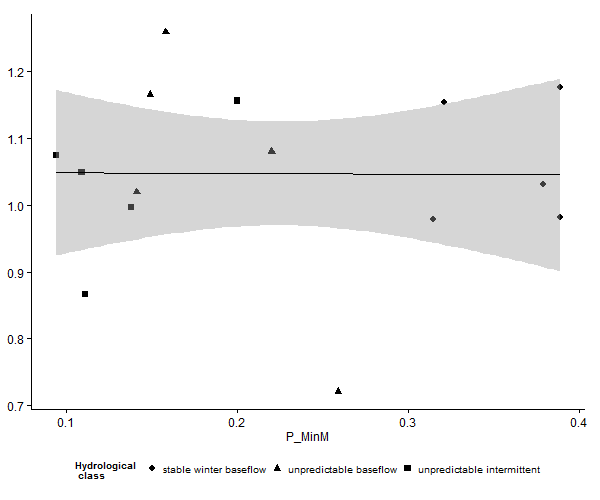 1.2
1.1
1.0
0.9
0.8
0.7
0.1 0.2 0.3 0.4
P_MinM
Hydrological
class
stable winter baseflow unpredictable baseflow unpredictable intermittent